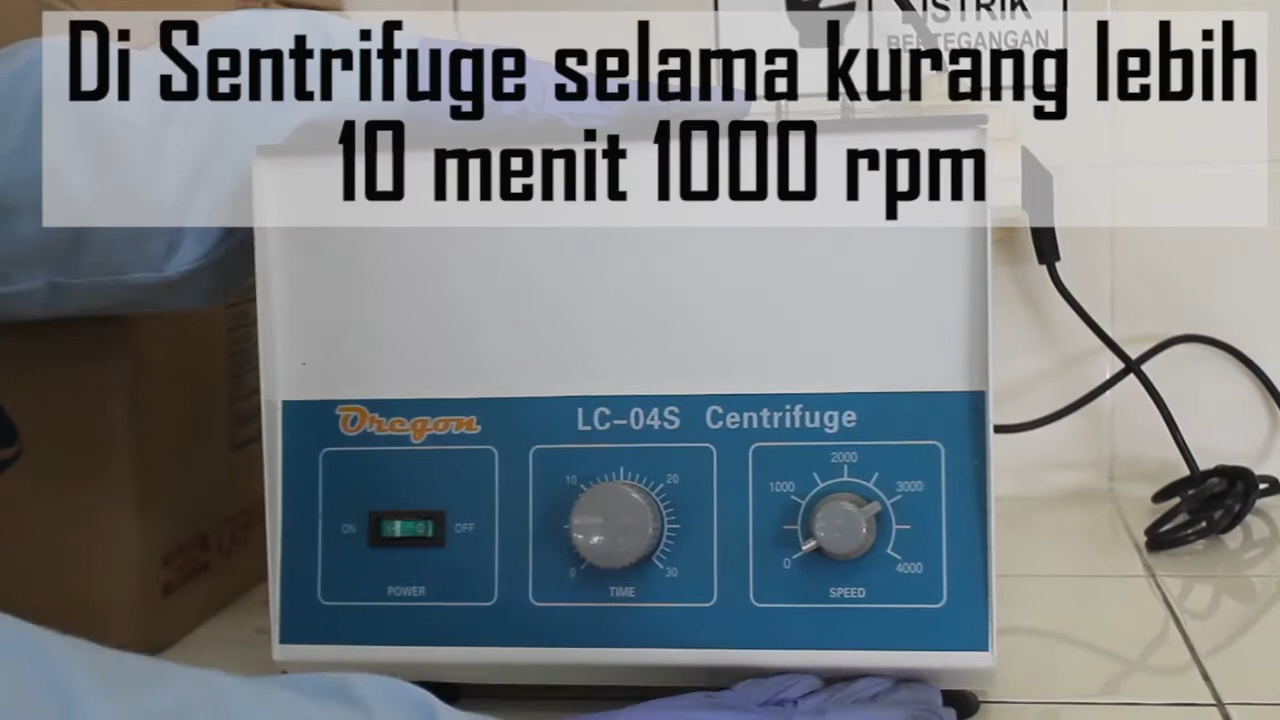 ISTRIK
BERTEGANGAN
Di Sentrifuge selama kurang lebih
10 menit 1000 rpm
Oregon
LC-04S Centrifuge
2000
10 20 1000 3000
ON OFF
0 30 0 4000
POWER TIME SPEED